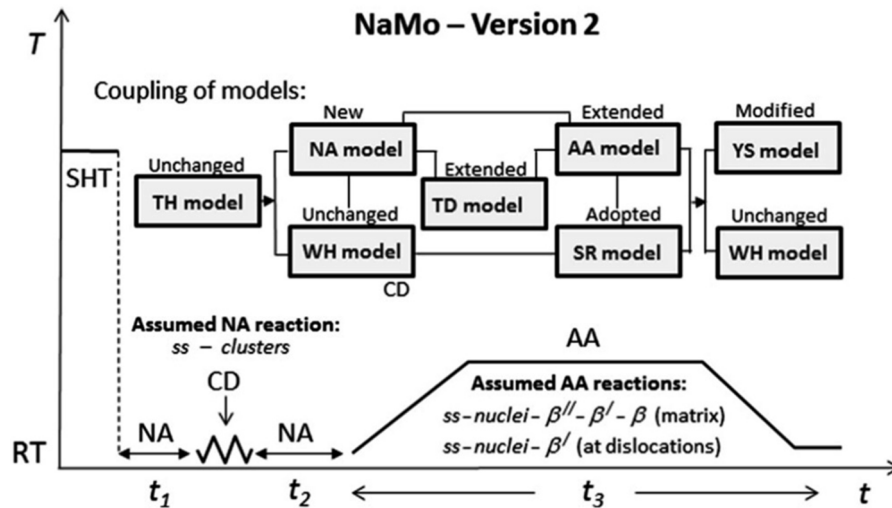 NaMo – Version 2
T
Coupling of models:
New
Extended
Modified
NA model
AA model
YS model
Unchanged
SHT
TH model
Extended
TD model
Unchanged
Adopted
Unchanged
WH model
SR model
WH model
CD
Assumed NA reaction:
ss – clusters
CD
AA
Assumed AA reactions:
ss-nuclei-β//-β/-β (matrix)
ss-nuclei-β/ (at dislocations)
NA
NA
RT
t1
t2
t3
t